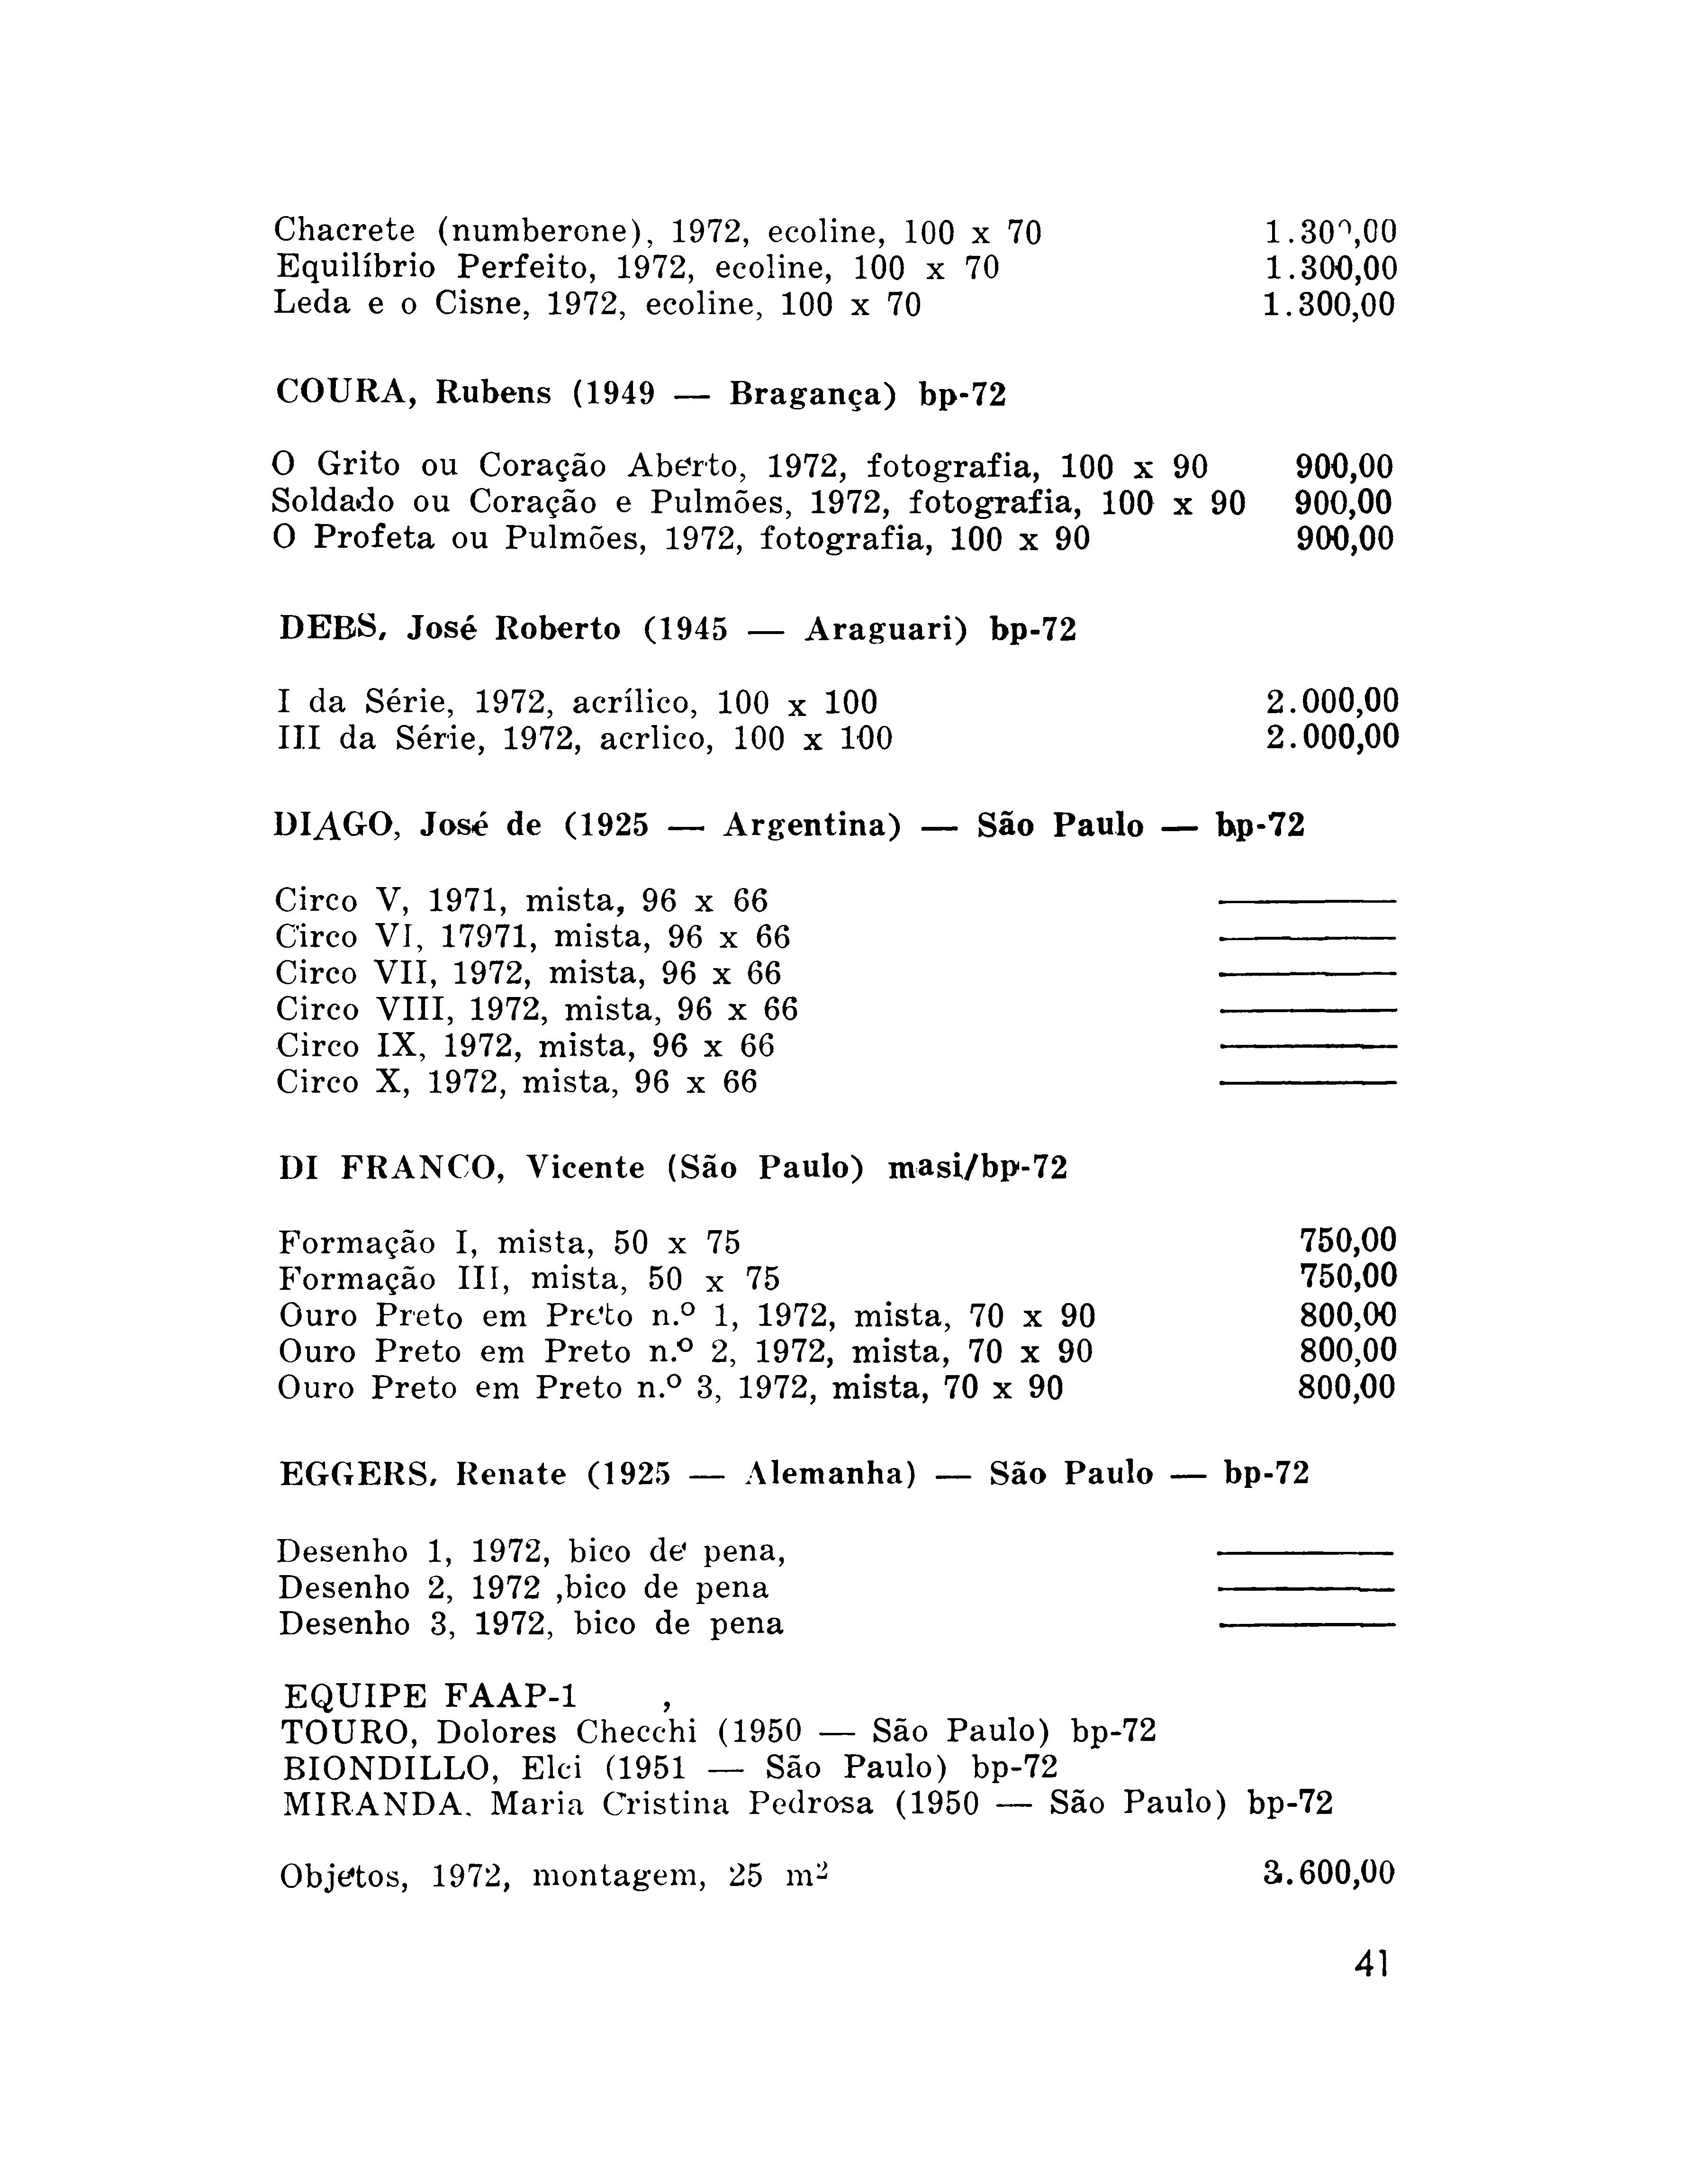 Chacrete (numberone), 1972, ecoline, 100 x 70 1.300,00
Equilíbrio Perfeito, 1972, ecoline, 100 x 70 1.300,00
Leda e o Cisne, 1972, ecoline, 100 x 70 1.300,00
COURA, Rubens (1949 — Bragança) bp-72
O Grito ou Coração Aberto, 1972, fotografia, 100 x 90 900,00
Soldado ou Coração e Pulmões, 1972, fotografia, 100 x 90 900,00
O Profeta ou Pulmões, 1972, fotografia, 100 x 90 900,00
DEBS, José Roberto (1945 — Araguari) bp-72
I da Série, 1972, acrílico, 100 x 100 2.000,00
III da Série, 1972, acrlico, 100 x 100 2.000,00
DIAGO, José de (1925 — Argentina) — São Paulo — bp-72
Circo V, 1971, mista, 96 x 66
Circo VI, 17971, mista, 96 x 66
Circo VII, 1972, mista, 96 x 66
Circo VIII, 1972, mista, 96 x 66
Circo IX, 1972, mista, 96 x 66
Circo X, 1972, mista, 96 x 66
DI FRANCO, Vicente (São Paulo) masi/bp-72
Formação I, mista, 50 x 75 750,00
Formação III, mista, 50 x 75 750,00
Ouro Preto em Preto n.º 1, 1972, mista, 70 x 90 800,00
Ouro Preto em Preto n.º 2, 1972, mista, 70 x 90 800,00
Ouro Preto em Preto n.º 3, 1972, mista, 70 x 90 800,00
EGGERS, Renate (1925 — Alemanha) — São Paulo — bp-72
Desenho 1, 1972, bico de pena,
Desenho 2, 1972 ,bico de pena
Desenho 3, 1972, bico de pena
EQUIPE FAAP-1 ,
TOURO, Dolores Checchi (1950 — São Paulo) bp-72
BIONDILLO, Elci (1951 — São Paulo) bp-72
MIRANDA. Maria Cristina Pedrosa (1950 — São Paulo) bp-72
Objetos, 1972, montagem, 25 m² 3.600,00
41